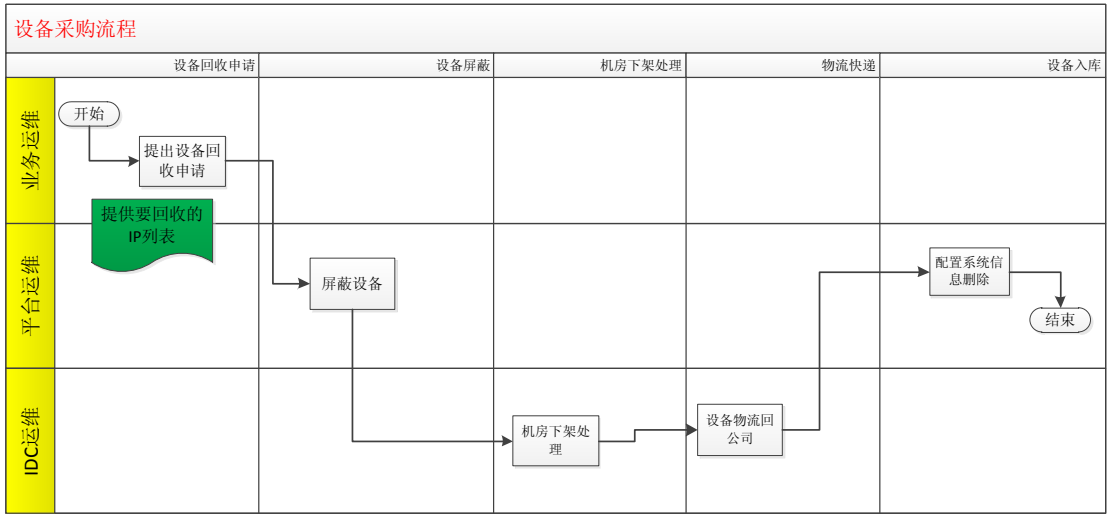 设备采购流程
设备回收申请
设备屏蔽
机房下架处理
物流快递
设备入库
业务运维
开始
提出设备回
收申请
提供要回收的
IP列表
平台运维
屏蔽设备
配置系统信
息删除
结束
IDC运维
机房下架处
理
设备物流回
公司